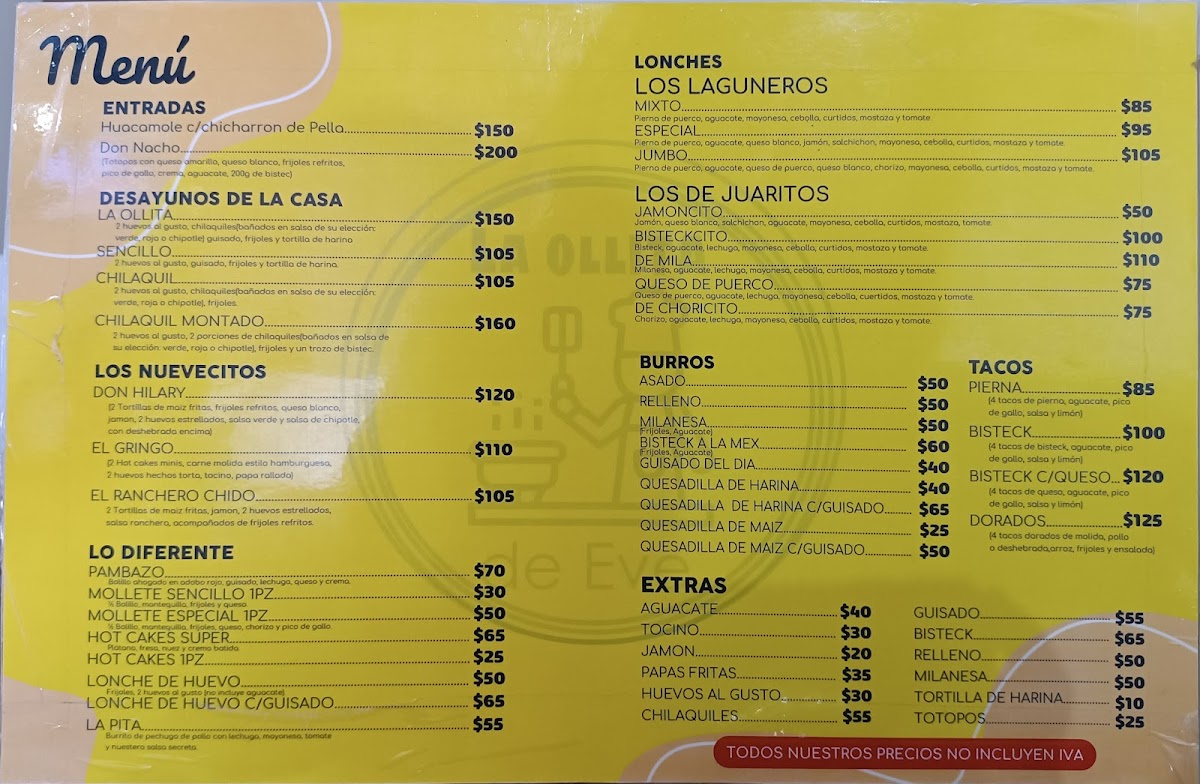 Menú
ENTRADAS
Huacamole c/chicharron de Pella $150
Don Nacho $200
(Totopos con queso amarillo, queso blanco, frijoles refritos,
pico de gallo, crema, aguacate, 200g de bistec)
DESAYUNOS DE LA CASA
LA OLLITA $150
2 huevos al gusto, chilaquiles(bañados en salsa de su elección:
verde, roja o chipotle) guisado, frijoles y tortilla de harina
SENCILLO $105
2 huevos al gusto, guisado, frijoles y tortilla de harina.
CHILAQUIL $105
2 huevos al gusto, chilaquiles(bañados en salsa de su elección:
verde, roja o chipotle), frijoles.
CHILAQUIL MONTADO $160
2 huevos al gusto, 2 porciones de chilaquiles(bañados en salsa de
su elección: verde, roja o chipotle), frijoles y un trozo de bistec.
LOS NUEVECITOS
DON HILARY $120
(2 Tortillas de maiz fritas, frijoles refritos, queso blanco,
jamon, 2 huevos estrellados, salsa verde y salsa de chipotle,
con deshebrada encima)
EL GRINGO $110
(2 Hot cakes minis, carne molida estilo hamburguesa,
2 huevos hechos torta, tocino, papa rallada)
EL RANCHERO CHIDO $105
2 Tortillas de maiz fritas, jamon, 2 huevos estrellados,
salsa ranchera, acompañados de frijoles refritos.
LO DIFERENTE
PAMBAZO $70
Bolillo ahogado en adobo rojo, guisado, lechuga, queso y crema.
MOLLETE SENCILLO 1PZ $30
½ Bolillo, mantequilla, frijoles y queso.
MOLLETE ESPECIAL 1PZ $50
½ Bolillo, mantequilla, frijoles, queso, chorizo y pico de gallo.
HOT CAKES SUPER $65
Plátano, fresa, nuez y crema batida.
HOT CAKES 1PZ $25
LONCHE DE HUEVO $50
Frijoles, 2 huevos al gusto (no incluye aguacate)
LONCHE DE HUEVO C/GUISADO $65
LA PITA $55
Burrito de pechuga de pollo con lechuga, mayonesa, tomate
y nuestera salsa secreta.
LONCHES
LOS LAGUNEROS
MIXTO $85
Pierna de puerco, aguacate, mayonesa, cebolla, curtidos, mostaza y tomate
ESPECIAL $95
Pierna de puerco, aguacate, queso blanco, jamón, salchichon, mayonesa, cebolla, curtidos, mostaza y tomate.
JUMBO $105
Pierna de puerco, aguacate, queso de puerco, queso blanco, chorizo, mayonesa, cebolla, curtidos, mostaza y tomate.
LOS DE JUARITOS
JAMONCITO $50
Jamón, queso blanco, salchichon, aguacate, mayonesa, cebolla, curtidos, mostaza, tomate.
BISTECKCITO $100
Bisteck, aguacate, lechuga, mayonesa, cebolla, curtidos, mostaza y tomate.
DE MILA $110
Milanesa, aguacate, lechuga, mayonesa, cebolla, curtidos, mostaza y tomate.
QUESO DE PUERCO $75
Queso de puerco, aguacate, lechuga, mayonesa, cebolla, cuertidos, mostaza y tomate.
DE CHORICITO $75
Chorizo, aguacate, lechuga, mayonesa, cebolla, curtidos, mostaza y tomate.
BURROS
ASADO $50
RELLENO $50
MILANESA $50
(Frijoles, Aguacate)
BISTECK A LA MEX $60
(Frijoles, Aguacate)
GUISADO DEL DIA $40
QUESADILLA DE HARINA $40
QUESADILLA DE HARINA C/GUISADO $65
QUESADILLA DE MAIZ $25
QUESADILLA DE MAIZ C/GUISADO $50
TACOS
PIERNA $85
(4 tacos de pierna, aguacate, pico
de gallo, salsa y limón)
BISTECK $100
(4 tacos de bisteck, aguacate, pico
de gallo, salsa y limón)
BISTECK C/QUESO $120
(4 tacos de queso, aguacate, pico
de gallo, salsa y limón)
DORADOS $125
(4 tacos dorados de molida, pollo
o deshebrada,arroz, frijoles y ensalada)
EXTRAS
AGUACATE $40
TOCINO $30
JAMON $20
PAPAS FRITAS $35
HUEVOS AL GUSTO $30
CHILAQUILES $55
GUISADO $55
BISTECK $65
RELLENO $50
MILANESA $50
TORTILLA DE HARINA $10
TOTOPOS $25
TODOS NUESTROS PRECIOS NO INCLUYEN IVA
LA OLLITA
de Eve